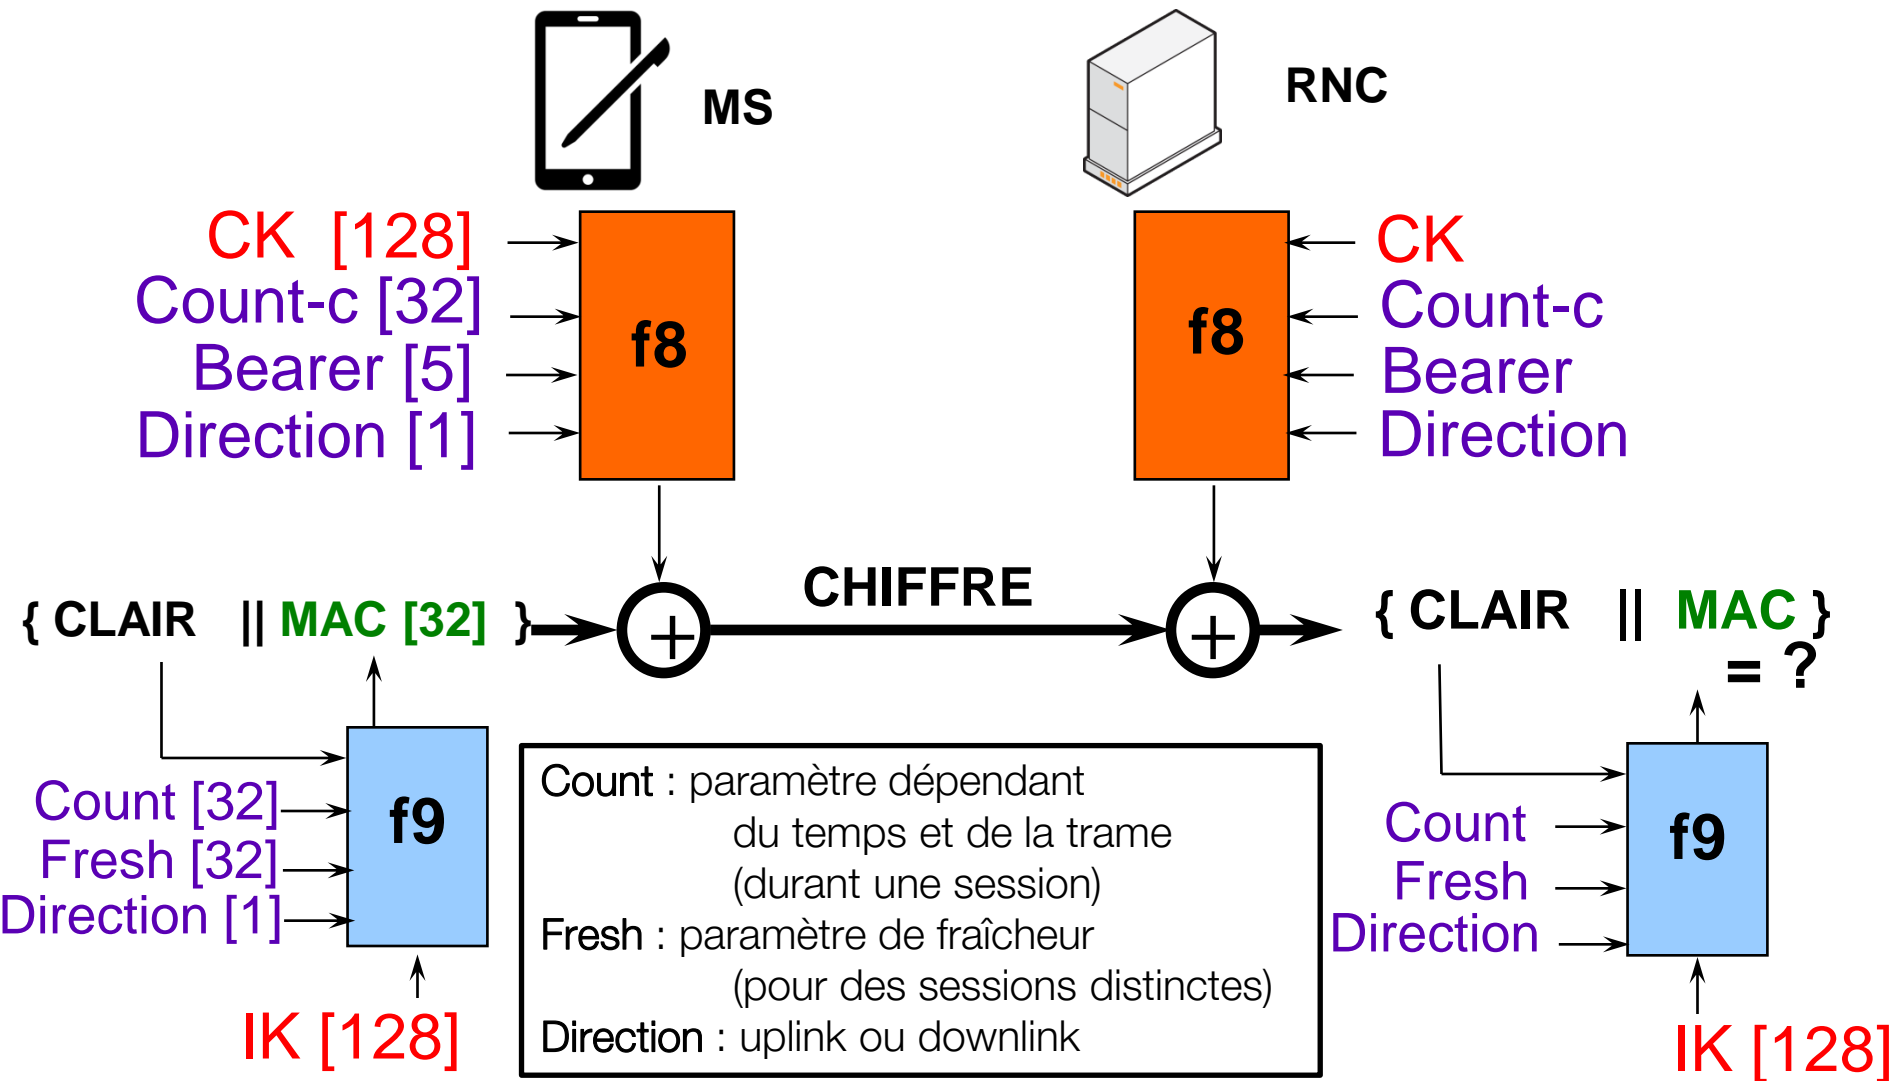 MS
RNC
CK [128]
Count-c [32]
Bearer [5]
Direction [1]
f8
f8
CK
Count-c
Bearer
Direction
{ CLAIR || MAC [32] }
+
CHIFFRE
+
{ CLAIR || MAC }
= ?
Count [32]
Fresh [32]
Direction [1]
f9
IK [128]
Count : paramètre dépendant
du temps et de la trame
(durant une session)
Fresh : paramètre de fraîcheur
(pour des sessions distinctes)
Direction : uplink ou downlink
Count
Fresh
Direction
f9
IK [128]